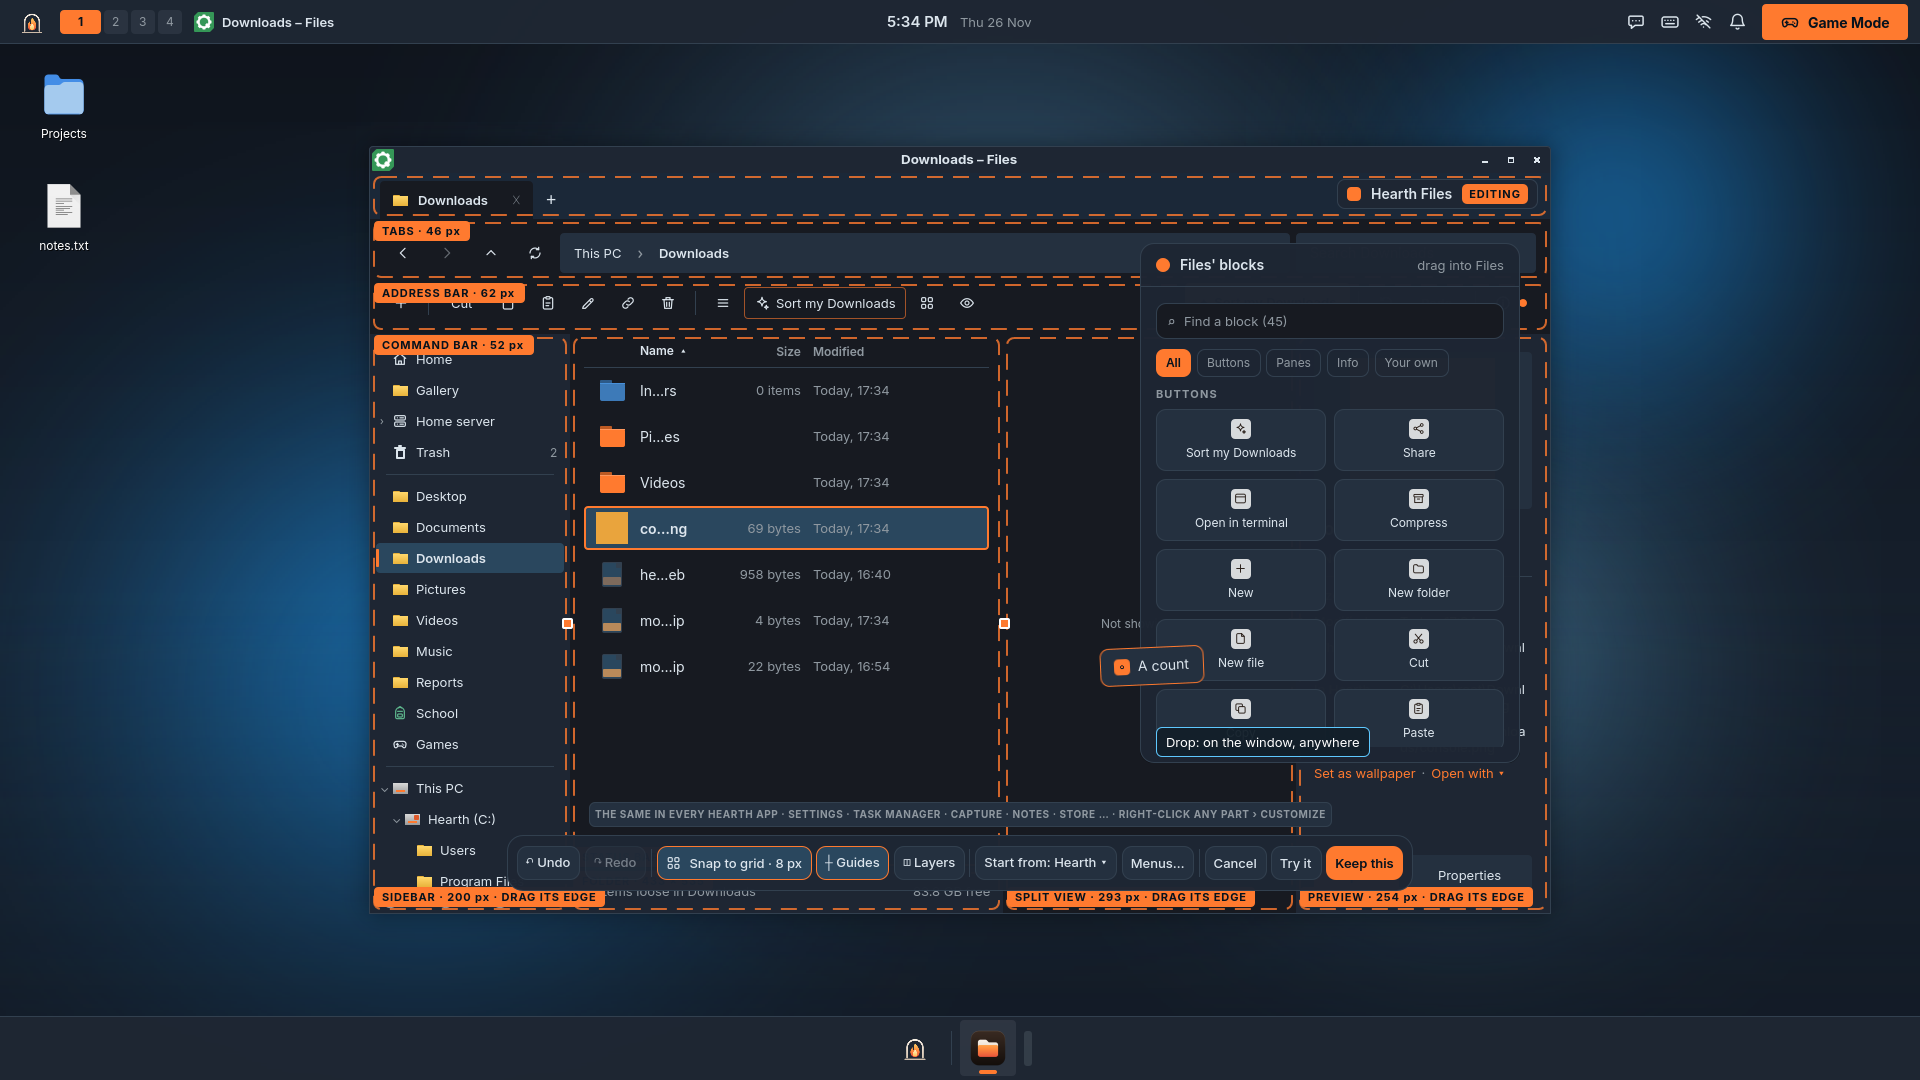 1 2 3 4 Downloads – Files 5:34 PM Thu 26 Nov Game Mode
Projects
notes.txt
Downloads – Files
Downloads
Hearth Files EDITING
TABS · 46 px
This PC › Downloads
ADDRESS BAR · 62 px
Cut
Sort my Downloads
COMMAND BAR · 52 px
Home
Gallery
Home server
Trash 2
Desktop
Documents
Downloads
Pictures
Videos
Music
Reports
School
Games
This PC
Hearth (C:)
Users
SIDEBAR · 200 px · DRAG ITS EDGE
Name Size Modified
In...rs 0 items Today, 17:34
Pi...es Today, 17:34
Videos Today, 17:34
co...ng 69 bytes Today, 17:34
he...eb 958 bytes Today, 16:40
mo...ip 4 bytes Today, 17:34
mo...ip 22 bytes Today, 16:54
loose in Downloads 83.8 GB free
Not
SPLIT VIEW · 293 px · DRAG ITS EDGE
Files' blocks drag into Files
Find a block (45)
All Buttons Panes Info Your own
BUTTONS
Sort my Downloads Share
Open in terminal Compress
New New folder
New file Cut
Paste
A count
Drop: on the window, anywhere
Set as wallpaper · Open with
Properties
PREVIEW · 254 px · DRAG ITS EDGE
THE SAME IN EVERY HEARTH APP · SETTINGS · TASK MANAGER · CAPTURE · NOTES · STORE ... · RIGHT-CLICK ANY PART › CUSTOMIZE
Undo Redo Snap to grid · 8 px Guides Layers Start from: Hearth Menus... Cancel Try it Keep this